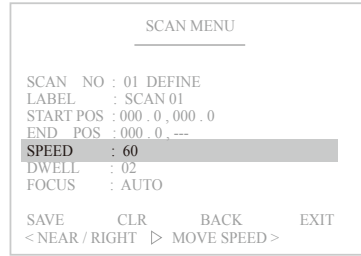 SCAN MENU
SCAN NO : 01 DEFINE
LABEL : SCAN 01
START POS : 000 . 0 , 000 . 0
END POS : 000 . 0 , ---
SPEED : 60
DWELL : 02
FOCUS : AUTO
SAVE CLR BACK EXIT
< NEAR / RIGHT ▷ MOVE SPEED >